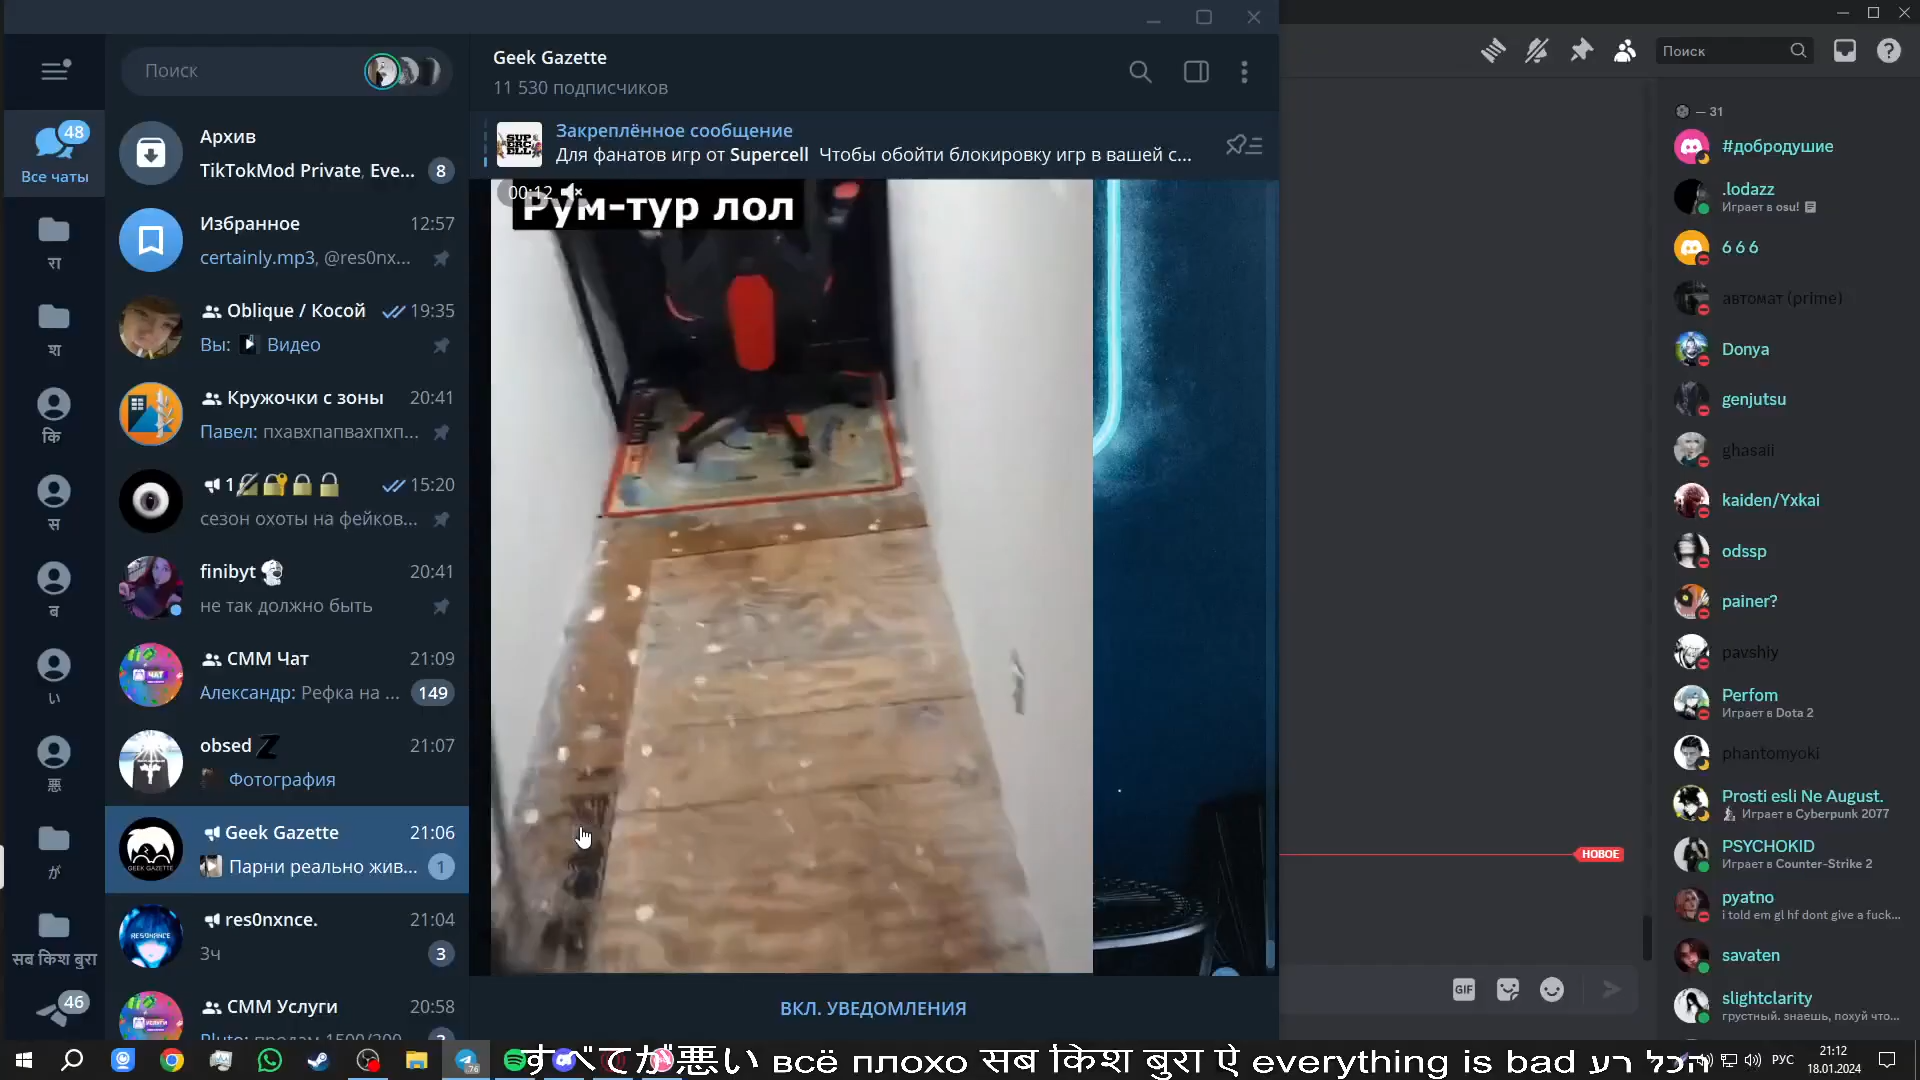 Все чаты
48
रा
श
कि
स
ब
い
悪
が
सब किश बुरा
46
Поиск
Архив
TikTokMod Private, Eve...
8
Избранное
12:57
certainly.mp3, @res0nx...
Oblique / Косой
19:35
Вы: Видео
Кружочки с зоны
20:41
Павел: пхавхпапвахпхп...
1
15:20
сезон охоты на фейков...
finibyt
20:41
не так должно быть
СММ Чат
21:09
Александр: Рефка на ...
149
obsed
21:07
Фотография
Geek Gazette
21:06
Парни реально жив...
1
res0nxnce.
21:04
3ч
3
СММ Услуги
20:58
Geek Gazette
11 530 подписчиков
SUPERCELL
Закреплённое сообщение
Для фанатов игр от Supercell Чтобы обойти блокировку игр в вашей с...
00:12
Рум-тур лол
ВКЛ. УВЕДОМЛЕНИЯ
Поиск
НОВОЕ
GIF
— 31
#добродушие
.lodazz
Играет в osu!
6 6 6
автомат (prime)
Donya
genjutsu
ghasaii
kaiden/Yxkai
odssp
painer?
pavshiy
Perfom
Играет в Dota 2
phantomyoki
Prosti esli Ne August.
Играет в Cyberpunk 2077
PSYCHOKID
Играет в Counter-Strike 2
pyatno
i told em gl hf dont give a fuck...
savaten
slightclarity
грустный. знаешь, похуй что...
すべてが悪い всё плохо सब किश बुरा ऐ everything is bad הכל רע
РУС
21:12
18.01.2024